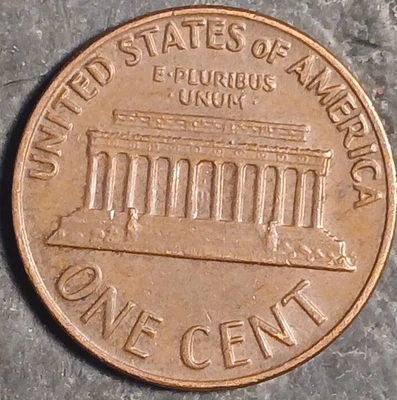 UNITED STATES oF AMERICA
E·PLURIBUS
·UNUM·
ONE CENT